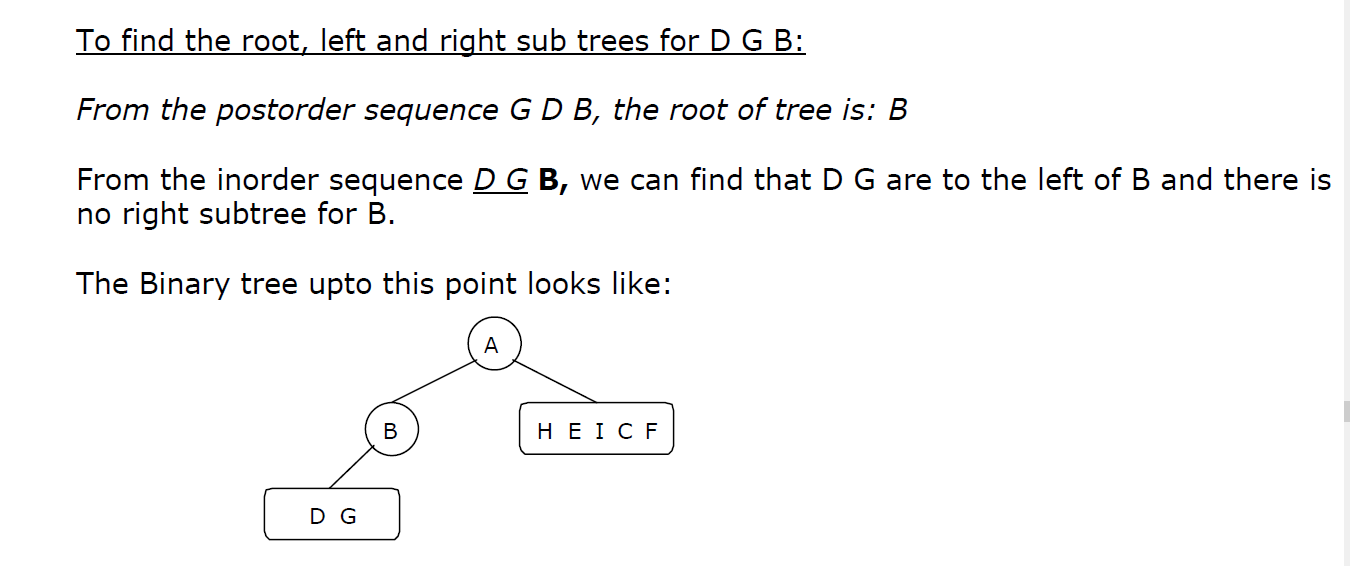 To find the root, left and right sub trees for D G B:
From the postorder sequence G D B, the root of tree is: B
From the inorder sequence D G B, we can find that D G are to the left of B and there is
no right subtree for B.
The Binary tree upto this point looks like:
A
B
H E I C F
D G